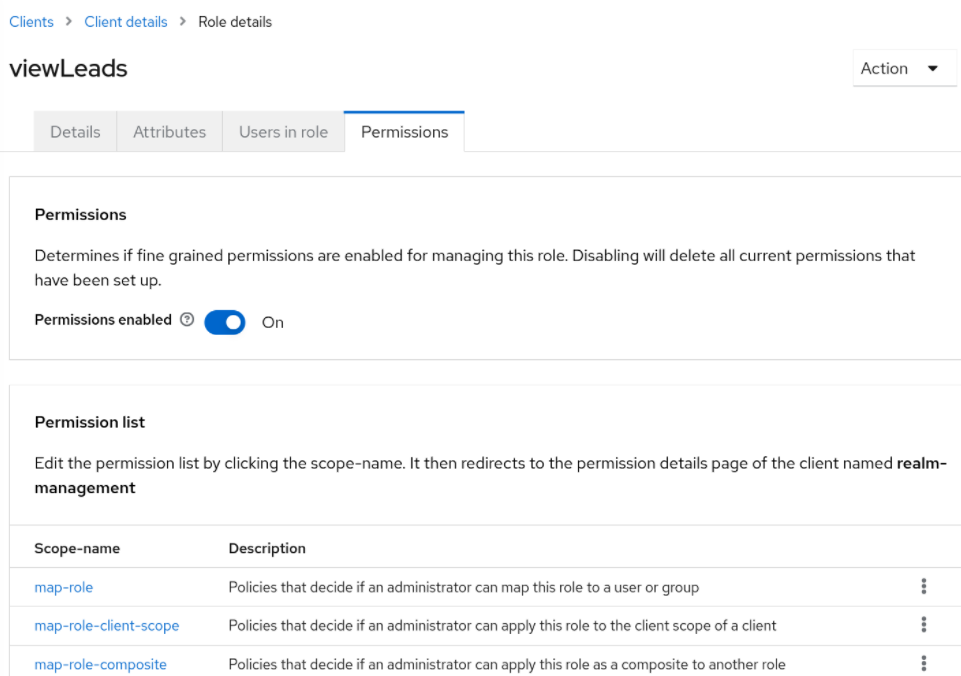 Clients > Client details > Role details
viewLeads
Action
Details Attributes Users in role Permissions
Permissions
Determines if fine grained permissions are enabled for managing this role. Disabling will delete all current permissions that
have been set up.
Permissions enabled ? On
Permission list
Edit the permission list by clicking the scope-name. It then redirects to the permission details page of the client named realm-
management
Scope-name Description
map-role Policies that decide if an administrator can map this role to a user or group
map-role-client-scope Policies that decide if an administrator can apply this role to the client scope of a client
map-role-composite Policies that decide if an administrator can apply this role as a composite to another role